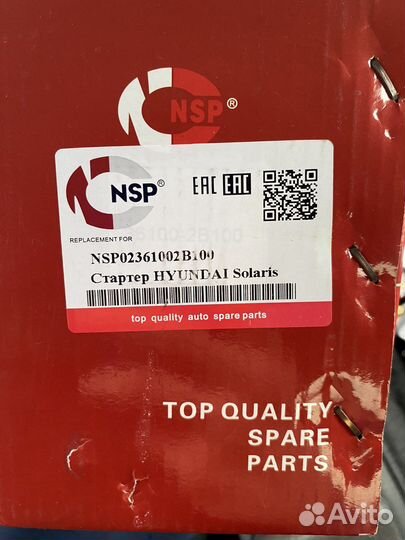 NSP®
NSP®
EAC EAC
REPLACEMENT FOR
NSP02361002B100
Стартер HYUNDAI Solaris
top quality auto spare parts
TOP QUALITY
SPARE
PARTS
Avito